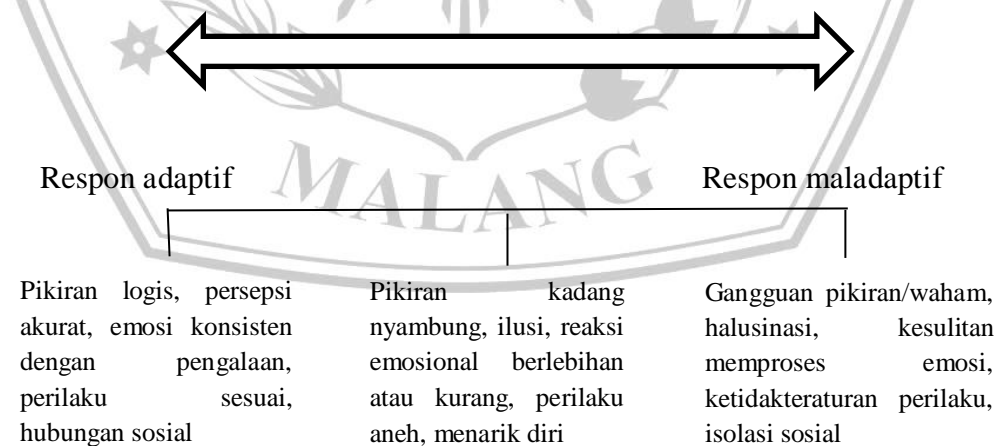 MALANG
Respon adaptif
Respon maladaptif
Pikiran logis, persepsi
akurat, emosi konsisten
dengan pengalaan,
perilaku sesuai,
hubungan sosial
Pikiran kadang
nyambung, ilusi, reaksi
emosional berlebihan
atau kurang, perilaku
aneh, menarik diri
Gangguan pikiran/waham,
halusinasi, kesulitan
memproses emosi,
ketidakteraturan perilaku,
isolasi sosial